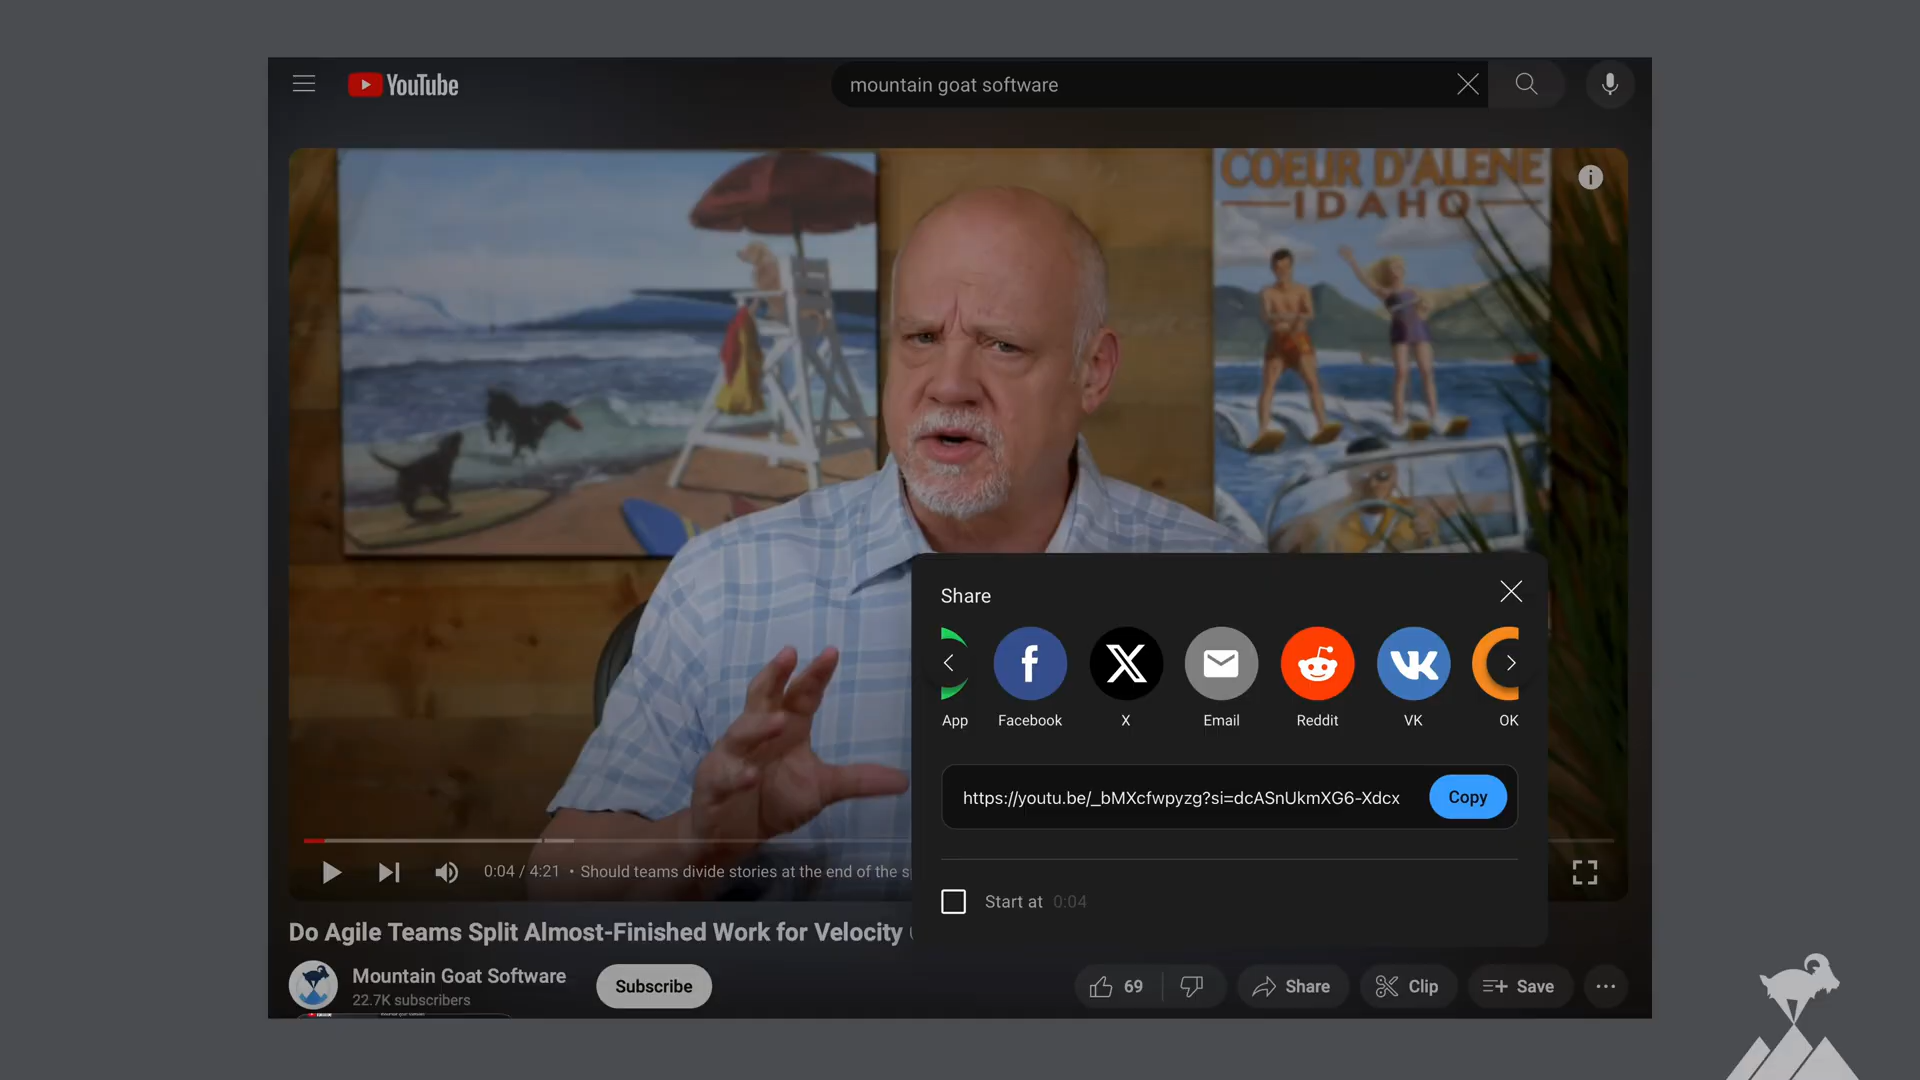 YouTube
mountain goat software
COEUR D'ALENE
IDAHO
Share
App
Facebook
X
Email
Reddit
VK
OK
https://youtu.be/_bMXcfwpyzg?si=dcASnUkmXG6-Xdcx
Copy
0:04 / 4:21 • Should teams divide stories at the end of the s
Start at 0:04
Do Agile Teams Split Almost-Finished Work for Velocity
Mountain Goat Software
22.7K subscribers
Subscribe
69
Share
Clip
Save